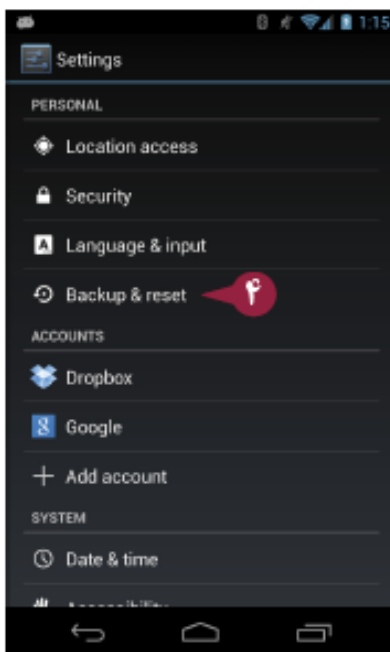 1:15
Settings
PERSONAL
Location access
Security
A Language & input
Backup & reset ۴
ACCOUNTS
Dropbox
8 Google
Add account
SYSTEM
Date & time